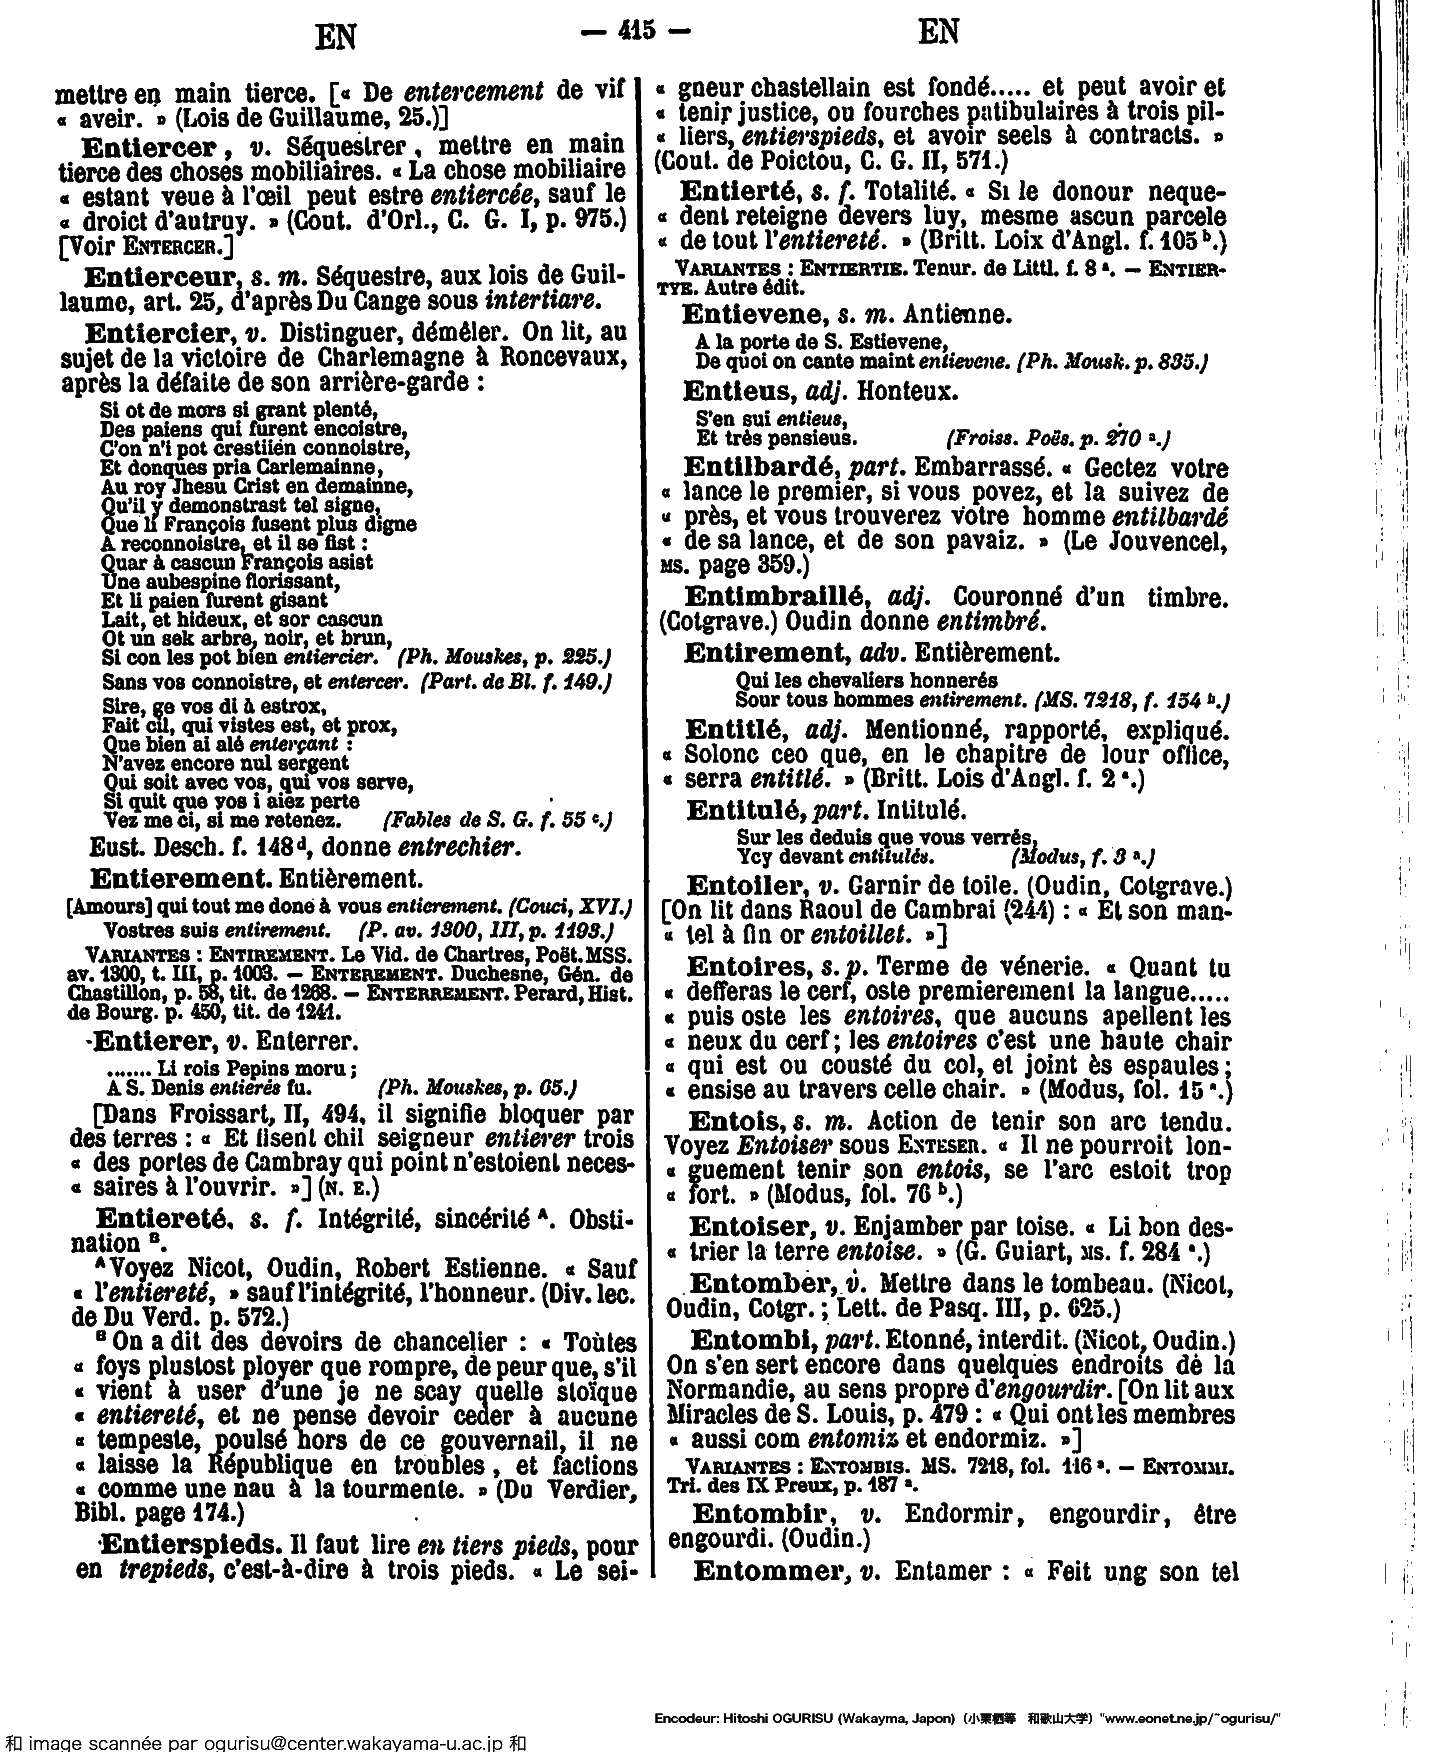 EN — 415 — EN
mettre en main tierce. [« De entercement de vif
« aveir. » (Lois de Guillaume, 25.)]
Entiercer, v. Séquestrer, mettre en main
tierce des choses mobiliaires. « La chose mobiliaire
« estant veue à l'œil peut estre entiercée, sauf le
« droict d'autruy. » (Cout. d'Orl., C. G. I, p. 975.)
[Voir ENTERCER.]
Entierceur, s. m. Séquestre, aux lois de Guil-
laume, art. 25, d'après Du Cange sous intertiare.
Entiercier, v. Distinguer, démêler. On lit, au
sujet de la victoire de Charlemagne à Roncevaux,
après la défaite de son arrière-garde :
Si ot de mors si grant plenté,
Des paiens qui furent encoistre,
C'on n'i pot crestiién connoistre,
Et donques pria Carlemainne,
Au roy Jhesu Crist en demainne,
Qu'il y demonstrast tel signe,
Que li François fusent plus digne
A reconnoistre, et il se fist :
Quar à cascun François asist
Une aubespine florissant,
Et li paien furent gisant
Lait, et hideux, et sor cascun
Ot un sek arbre, noir, et brun,
Si con les pot bien entiercier. (Ph. Mouskes, p. 225.)
Sans vos connoistre, et entercer. (Part. de Bl. f. 149.)
Sire, ge vos di à estrox,
Fait cil, qui vistes est, et prox,
Que bien ai alé enterçant :
N'avez encore nul sergent
Qui soit avec vos, qui vos serve,
Si quit que vos i aiez perte
Vez me ci, si me retenez. (Fables de S. G. f. 55 c.)
Eust. Desch. f. 148 d, donne entrechier.
Entierement. Entièrement.
[Amours] qui tout me done à vous entierement. (Couci, XVI.)
Vostres suis entirement. (P. av. 1300, III, p. 1193.)
VARIANTES : ENTIREMENT. Le Vid. de Chartres, Poët. MSS.
av. 1300, t. III, p. 1003. — ENTEREMENT. Duchesne, Gén. de
Chastillon, p. 58, tit. de 1268. — ENTERREMENT. Perard, Hist.
de Bourg. p. 450, tit. de 1241.
Entierer, v. Enterrer.
....... Li rois Pepins moru ;
A S. Denis entierés fu. (Ph. Mouskes, p. 65.)
[Dans Froissart, II, 494, il signifie bloquer par
des terres : « Et fisent chil seigneur entierer trois
« des portes de Cambray qui point n'estoient neces-
« saires à l'ouvrir. »] (N. E.)
Entiereté, s. f. Intégrité, sincérité A. Obsti-
nation B.
A Voyez Nicot, Oudin, Robert Estienne. « Sauf
« l'entiereté, » sauf l'intégrité, l'honneur. (Div. lec.
de Du Verd. p. 572.)
B On a dit des devoirs de chancelier : « Toutes
« foys plustost ployer que rompre, de peur que, s'il
« vient à user d'une je ne scay quelle stoïque
« entiereté, et ne pense devoir ceder à aucune
« tempeste, poulsé hors de ce gouvernail, il ne
« laisse la République en troubles, et factions
« comme une nau à la tourmente. » (Du Verdier,
Bibl. page 174.)
Entierspieds. Il faut lire en tiers pieds, pour
en trepieds, c'est-à-dire à trois pieds. « Le sei-
« gneur chastellain est fondé..... et peut avoir et
« tenir justice, ou fourches patibulaires à trois pil-
« liers, entierspieds, et avoir seels à contracts. »
(Cout. de Poictou, C. G. II, 571.)
Entierté, s. f. Totalité. « Si le donour neque-
« dent reteigne devers luy, mesme ascun parcele
« de tout l'entiereté. » (Britt. Loix d'Angl. f. 105 b.)
VARIANTES : ENTIERTIE. Tenur. de Littl. f. 8 a. — ENTIER-
TYE. Autre édit.
Entievene, s. m. Antienne.
A la porte de S. Estievene,
De quoi on cante maint entievene. (Ph. Mousk. p. 835.)
Entieus, adj. Honteux.
S'en sui entieus,
Et très pensieus. (Froiss. Poës. p. 270 a.)
Entilbardé, part. Embarrassé. « Gectez votre
« lance le premier, si vous povez, et la suivez de
« près, et vous trouverez votre homme entilbardé
« de sa lance, et de son pavaiz. » (Le Jouvencel,
MS. page 359.)
Entimbraillé, adj. Couronné d'un timbre.
(Cotgrave.) Oudin donne entimbré.
Entirement, adv. Entièrement.
Qui les chevaliers honnerés
Sour tous hommes entirement. (MS. 7218, f. 154 b.)
Entitlé, adj. Mentionné, rapporté, expliqué.
« Solonc ceo que, en le chapitre de lour office,
« serra entitlé. » (Britt. Lois d'Angl. f. 2 a.)
Entitulé, part. Intitulé.
Sur les deduis que vous verrés,
Ycy devant entitulés. (Modus, f. 3 a.)
Entoiler, v. Garnir de toile. (Oudin, Cotgrave.)
[On lit dans Raoul de Cambrai (244) : « Et son man-
« tel à fin or entoillet. »]
Entoires, s. p. Terme de vénerie. « Quant tu
« defferas le cerf, oste premierement la langue.....
« puis oste les entoires, que aucuns apellent les
« neux du cerf ; les entoires c'est une haute chair
« qui est ou cousté du col, et joint ès espaules ;
« ensise au travers celle chair. » (Modus, fol. 15 a.)
Entois, s. m. Action de tenir son arc tendu.
Voyez Entoiser sous ENTESER. « Il ne pourroit lon-
« guement tenir son entois, se l'arc estoit trop
« fort. » (Modus, fol. 76 b.)
Entoiser, v. Enjamber par toise. « Li bon des-
« trier la terre entoise. » (G. Guiart, MS. f. 284 a.)
Entomber, v. Mettre dans le tombeau. (Nicot,
Oudin, Cotgr. ; Lett. de Pasq. III, p. 625.)
Entombi, part. Etonné, interdit. (Nicot, Oudin.)
On s'en sert encore dans quelques endroits de la
Normandie, au sens propre d'engourdir. [On lit aux
Miracles de S. Louis, p. 479 : « Qui ont les membres
« aussi com entomiz et endormiz. »]
VARIANTES : ENTOMBIS. MS. 7218, fol. 116 a. — ENTOMMI.
Tri. des IX Preux, p. 187 a.
Entombir, v. Endormir, engourdir, être
engourdi. (Oudin.)
Entommer, v. Entamer : « Feit ung son tel
Encodeur: Hitoshi OGURISU (Wakayma, Japon) (小栗栖等 和歌山大学) "www.eonet.ne.jp/~ogurisu/"
和 image scannée par ogurisu@center.wakayama-u.ac.jp 和